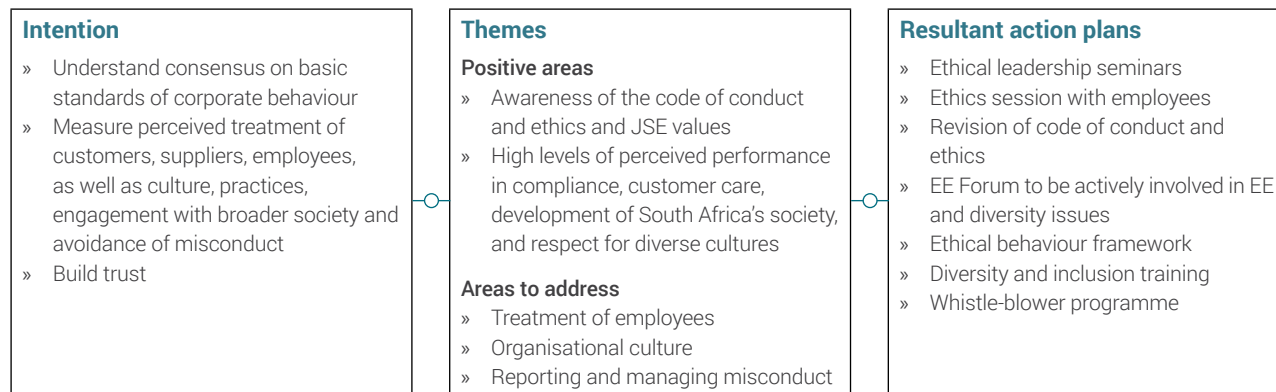 Intention
» Understand consensus on basic
standards of corporate behaviour
» Measure perceived treatment of
customers, suppliers, employees,
as well as culture, practices,
engagement with broader society and
avoidance of misconduct
» Build trust
Themes
Positive areas
» Awareness of the code of conduct
and ethics and JSE values
» High levels of perceived performance
in compliance, customer care,
development of South Africa's society,
and respect for diverse cultures
Areas to address
» Treatment of employees
» Organisational culture
» Reporting and managing misconduct
Resultant action plans
» Ethical leadership seminars
» Ethics session with employees
» Revision of code of conduct and
ethics
» EE Forum to be actively involved in EE
and diversity issues
» Ethical behaviour framework
» Diversity and inclusion training
» Whistle-blower programme